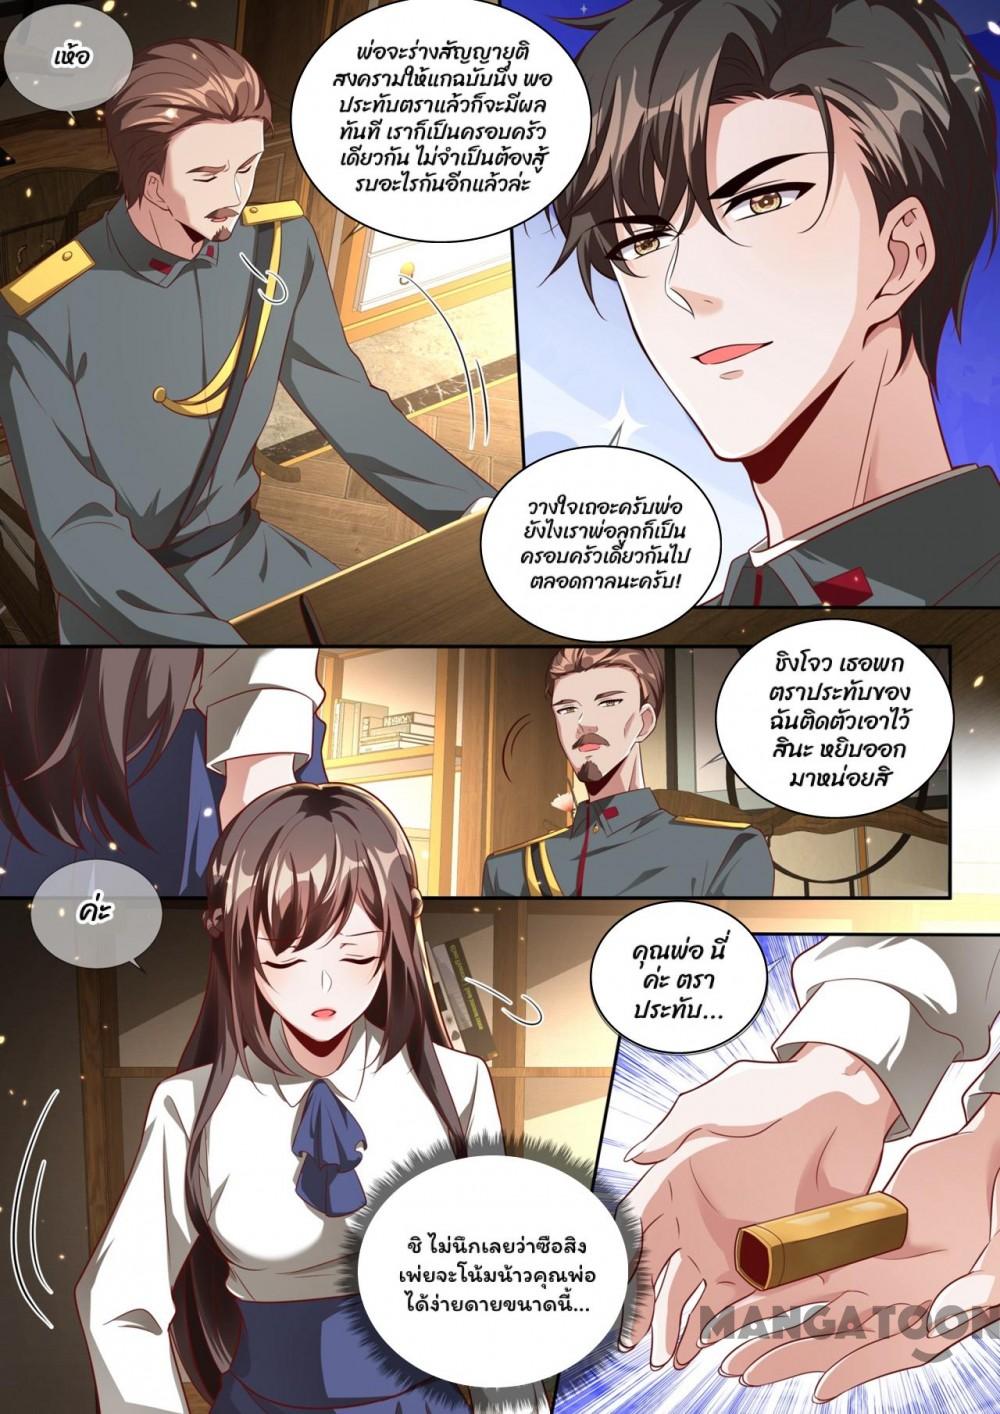 เห้อ
พ่อจะร่างสัญญายุติ
สงครามให้แกฉบับนึง พอ
ประทับตราแล้วก็จะมีผล
ทันที เราก็เป็นครอบครัว
เดียวกัน ไม่จำเป็นต้องสู้
รบอะไรกันอีกแล้วล่ะ
วางใจเถอะครับพ่อ
ยังไงเราพ่อลูกก็เป็น
ครอบครัวเดียวกันไป
ตลอดกาลนะครับ!
ชิงโจว เธอพก
ตราประทับของ
ฉันติดตัวเอาไว้
สินะ หยิบออก
มาหน่อยสิ
ค่ะ
คุณพ่อ นี่
ค่ะ ตรา
ประทับ...
ชิ ไม่นึกเลยว่าซือสิง
เพ่ยจะโน้มน้าวคุณพ่อ
ได้ง่ายดายขนาดนี้...
MANGATOON